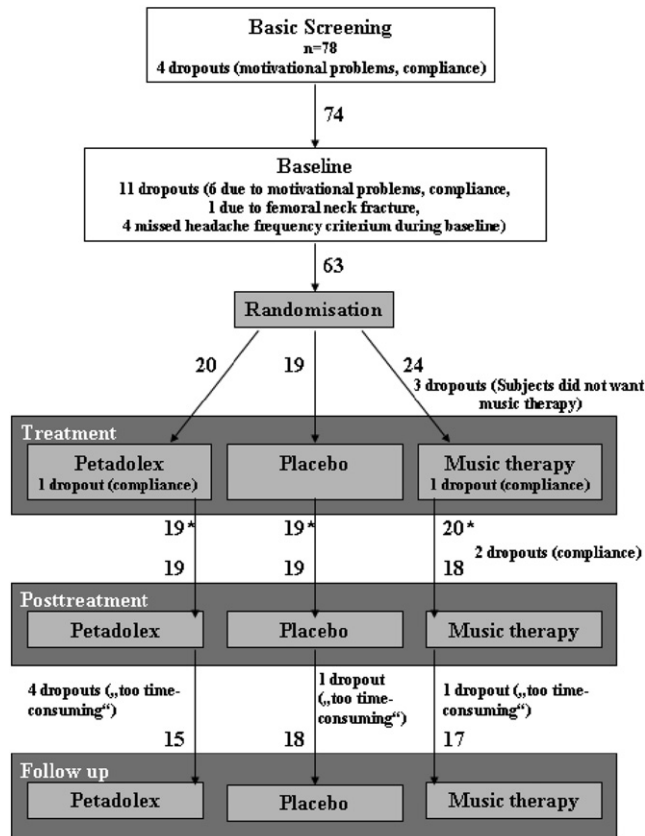 Basic Screening
n=78
4 dropouts (motivational problems, compliance)
74
Baseline
11 dropouts (6 due to motivational problems, compliance,
1 due to femoral neck fracture,
4 missed headache frequency criterium during baseline)
63
Randomisation
20
19
24
3 dropouts (Subjects did not want
music therapy)
Treatment
Petadolex
1 dropout (compliance)
Placebo
Music therapy
1 dropout (compliance)
19*
19*
20*
2 dropouts (compliance)
19
19
18
Posttreatment
Petadolex
Placebo
Music therapy
4 dropouts („too time-
consuming“)
1 dropout
(„too time-
consuming“)
1 dropout („too time-
consuming“)
15
18
17
Follow up
Petadolex
Placebo
Music therapy